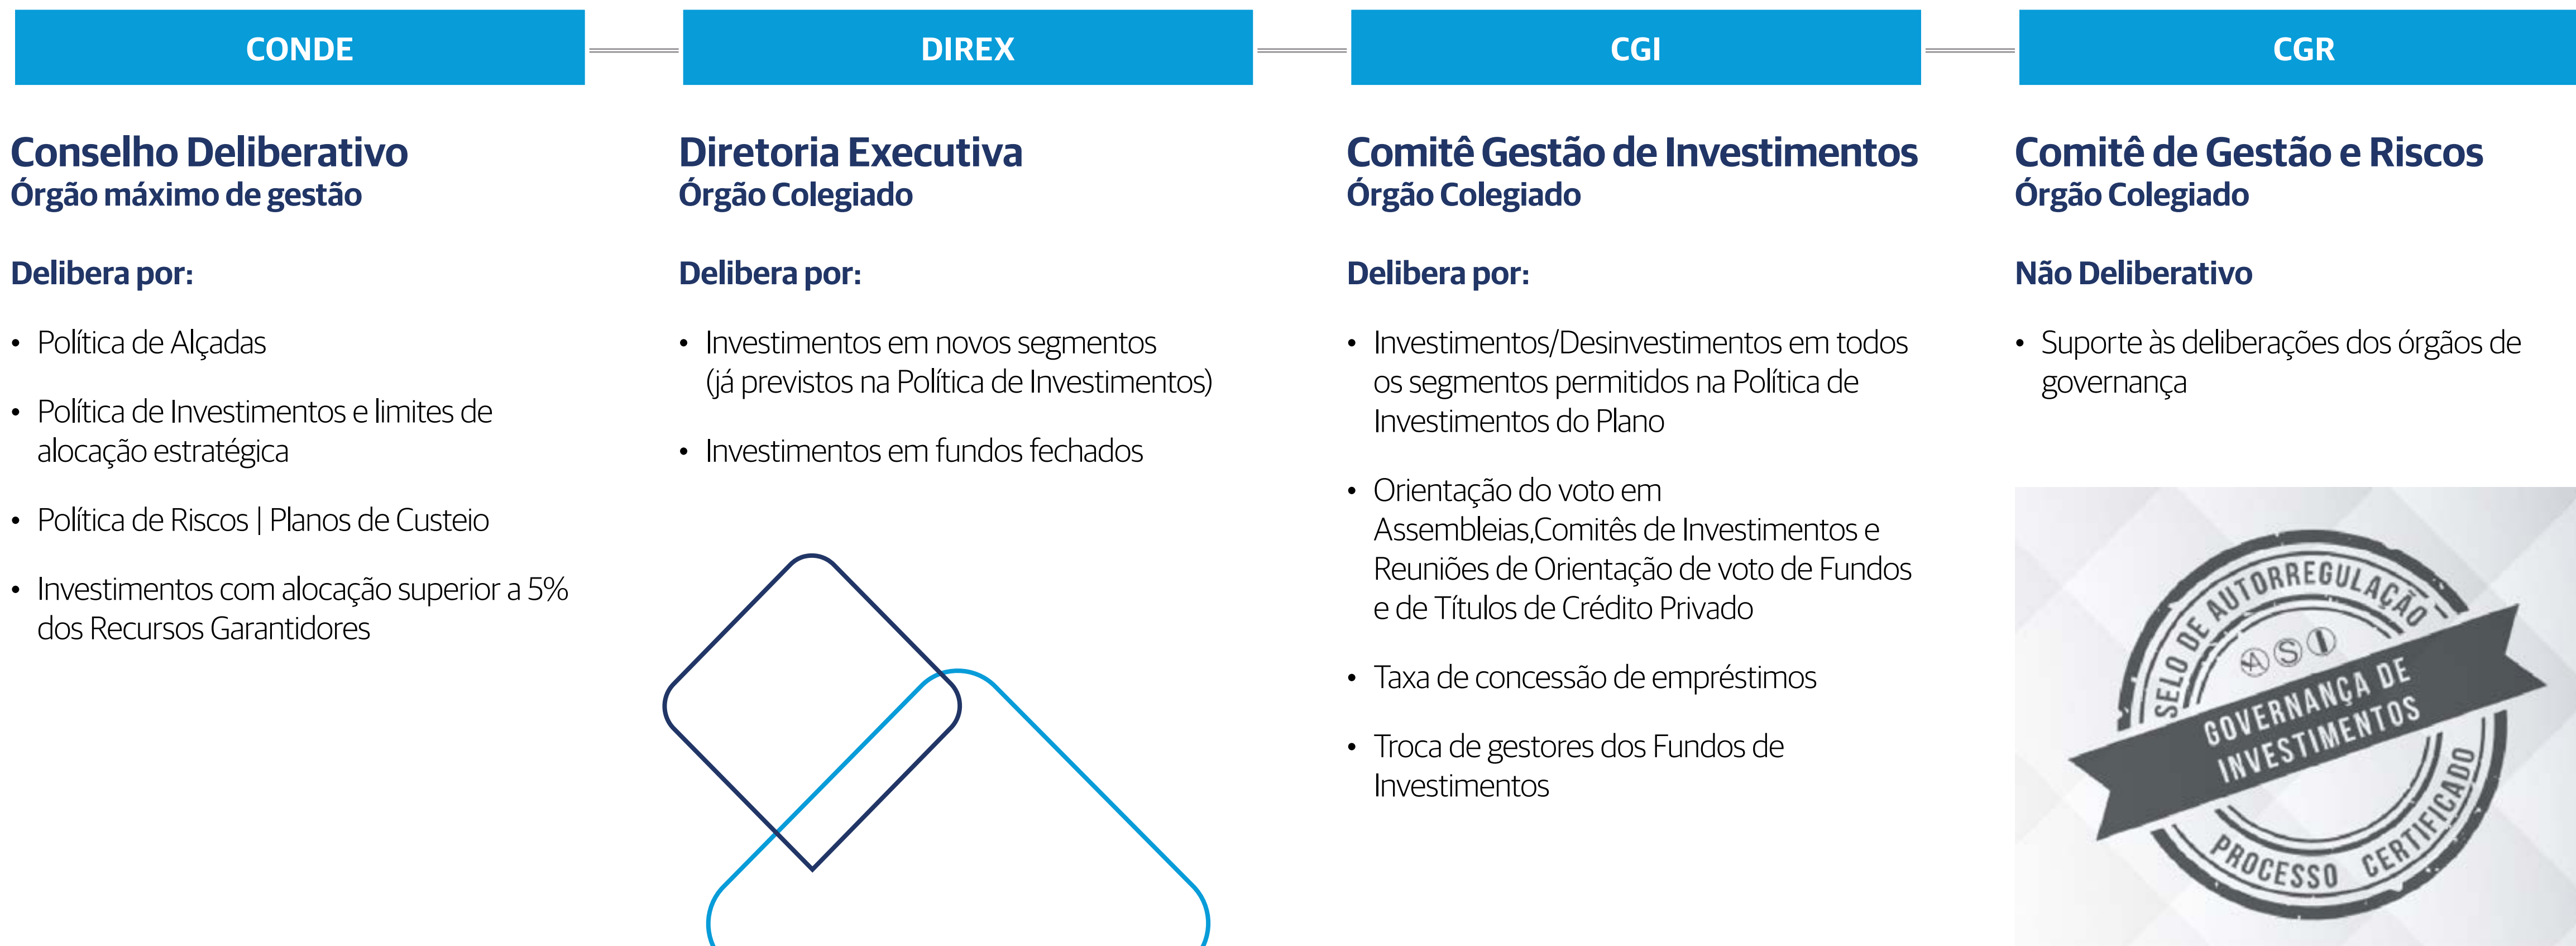 CONDE
DIREX
CGI
CGR
Conselho Deliberativo
Órgão máximo de gestão
Delibera por:
• Política de Alçadas
• Política de Investimentos e limites de
alocação estratégica
• Política de Riscos | Planos de Custeio
• Investimentos com alocação superior a 5%
dos Recursos Garantidores
Diretoria Executiva
Órgão Colegiado
Delibera por:
• Investimentos em novos segmentos
(já previstos na Política de Investimentos)
• Investimentos em fundos fechados
Comitê Gestão de Investimentos
Órgão Colegiado
Delibera por:
• Investimentos/Desinvestimentos em todos
os segmentos permitidos na Política de
Investimentos do Plano
• Orientação do voto em
Assembleias,Comitês de Investimentos e
Reuniões de Orientação de voto de Fundos
e de Títulos de Crédito Privado
• Taxa de concessão de empréstimos
• Troca de gestores dos Fundos de
Investimentos
Comitê de Gestão e Riscos
Órgão Colegiado
Não Deliberativo
• Suporte às deliberações dos órgãos de
governança
SELO DE AUTORREGULAÇÃO
ASI
GOVERNANÇA DE
INVESTIMENTOS
PROCESSO CERTIFICADO